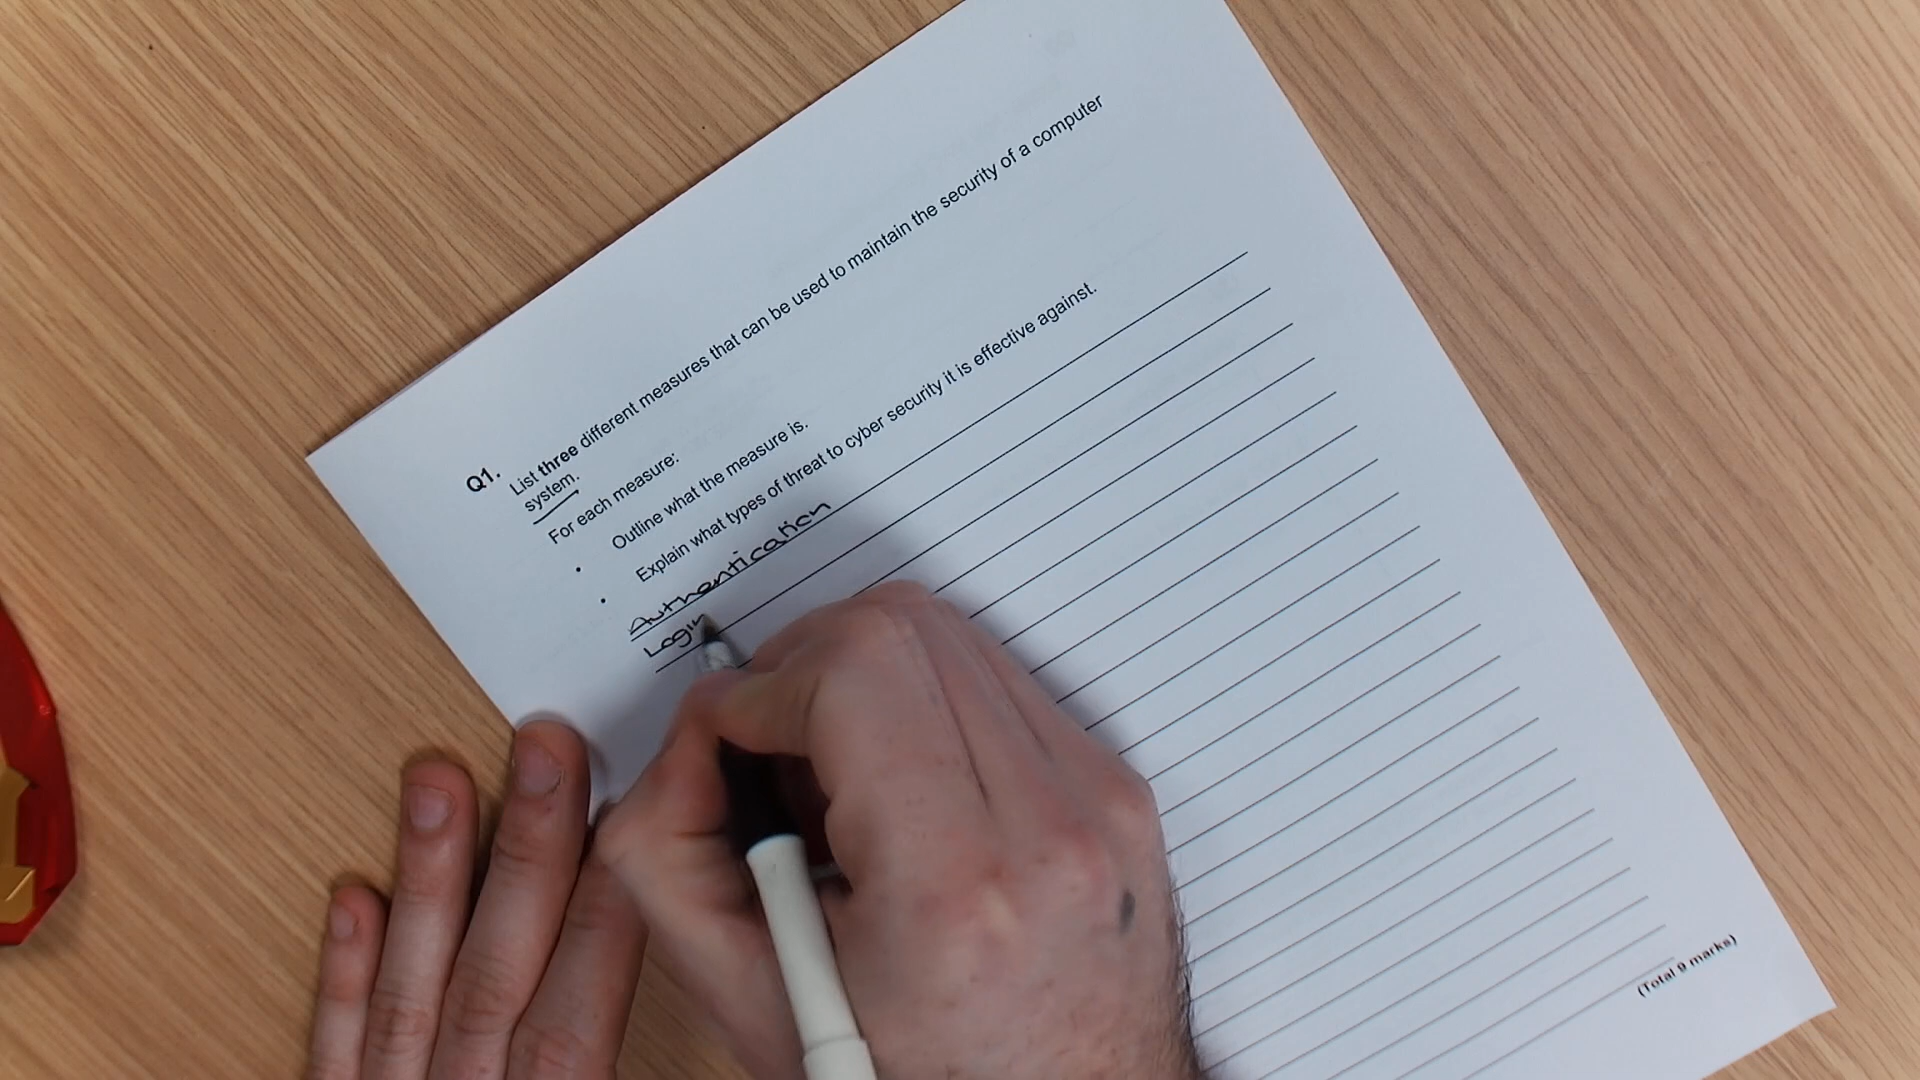 Q1.
List three different measures that can be used to maintain the security of a computer
system.
For each measure:
• Outline what the measure is.
• Explain what types of threat to cyber security it is effective against.
Authentication
Login
(Total 9 marks)